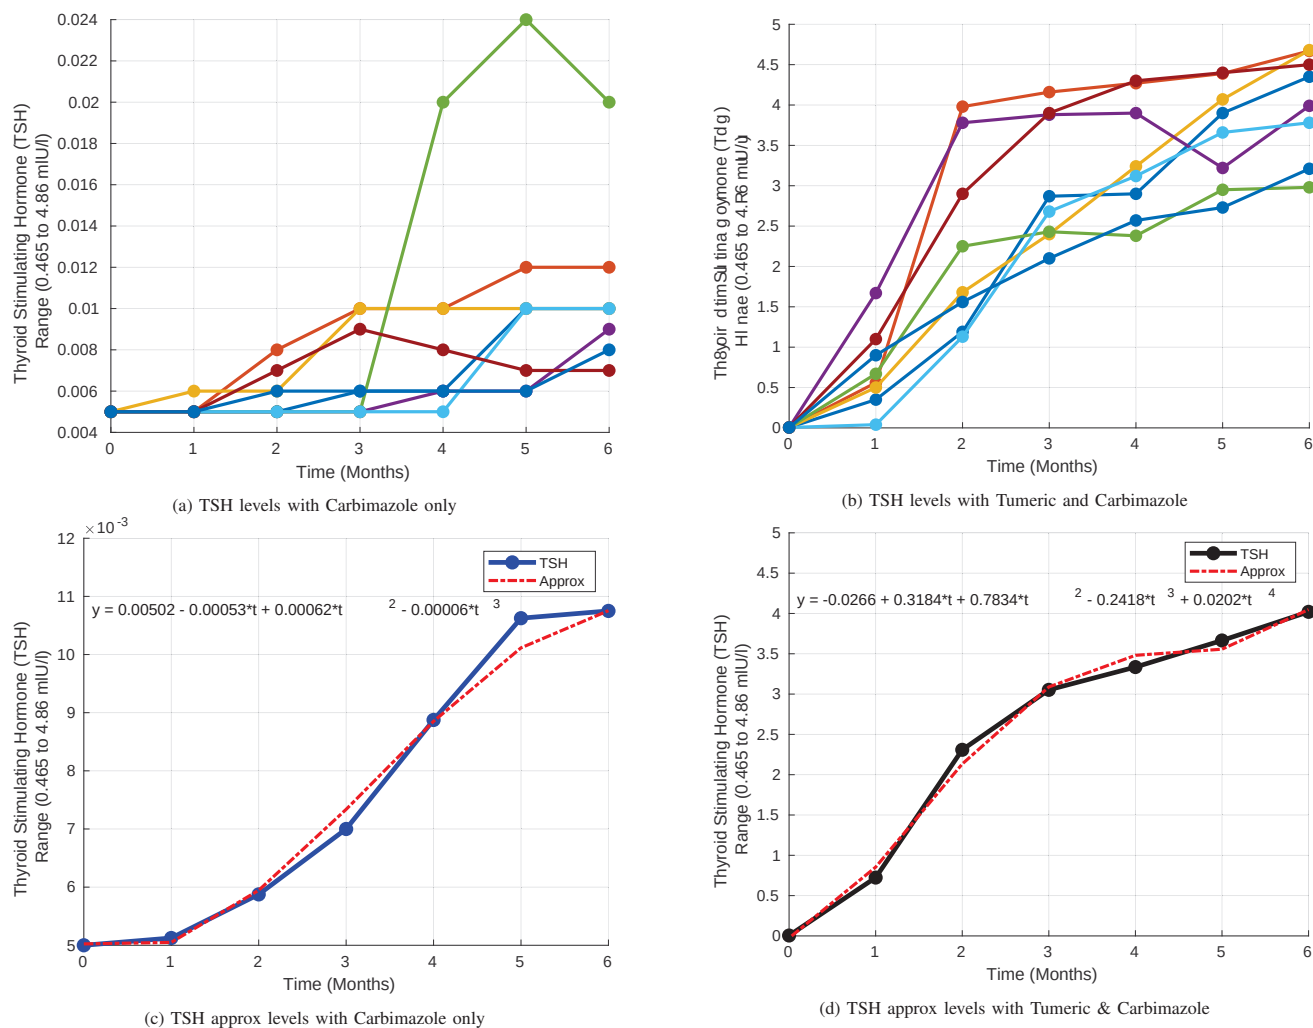 Thyroid Stimulating Hormone (TSH)
Range (0.465 to 4.86 mIU/l)
0.024
0.022
0.02
0.018
0.016
0.014
0.012
0.01
0.008
0.006
0.004
0 1 2 3 4 5 6
Time (Months)
(a) TSH levels with Carbimazole only
5
4.5
4
3.5
3
2.5
2
1.5
1
0.5
0
0 1 2 3 4 5 6
Time (Months)
(b) TSH levels with Tumeric and Carbimazole
×10-3
Thyroid Stimulating Hormone (TSH)
Range (0.465 to 4.86 mIU/l)
12
11
10
9
8
7
6
5
TSH
Approx
y = 0.00502 - 0.00053*t + 0.00062*t 2 - 0.00006*t 3
0 1 2 3 4 5 6
Time (Months)
(c) TSH approx levels with Carbimazole only
Thyroid Stimulating Hormone (TSH)
Range (0.465 to 4.86 mIU/l)
5
4.5
4
3.5
3
2.5
2
1.5
1
0.5
0
TSH
Approx
y = -0.0266 + 0.3184*t + 0.7834*t 2 - 0.2418*t 3 + 0.0202*t 4
0 1 2 3 4 5 6
Time (Months)
(d) TSH approx levels with Tumeric & Carbimazole